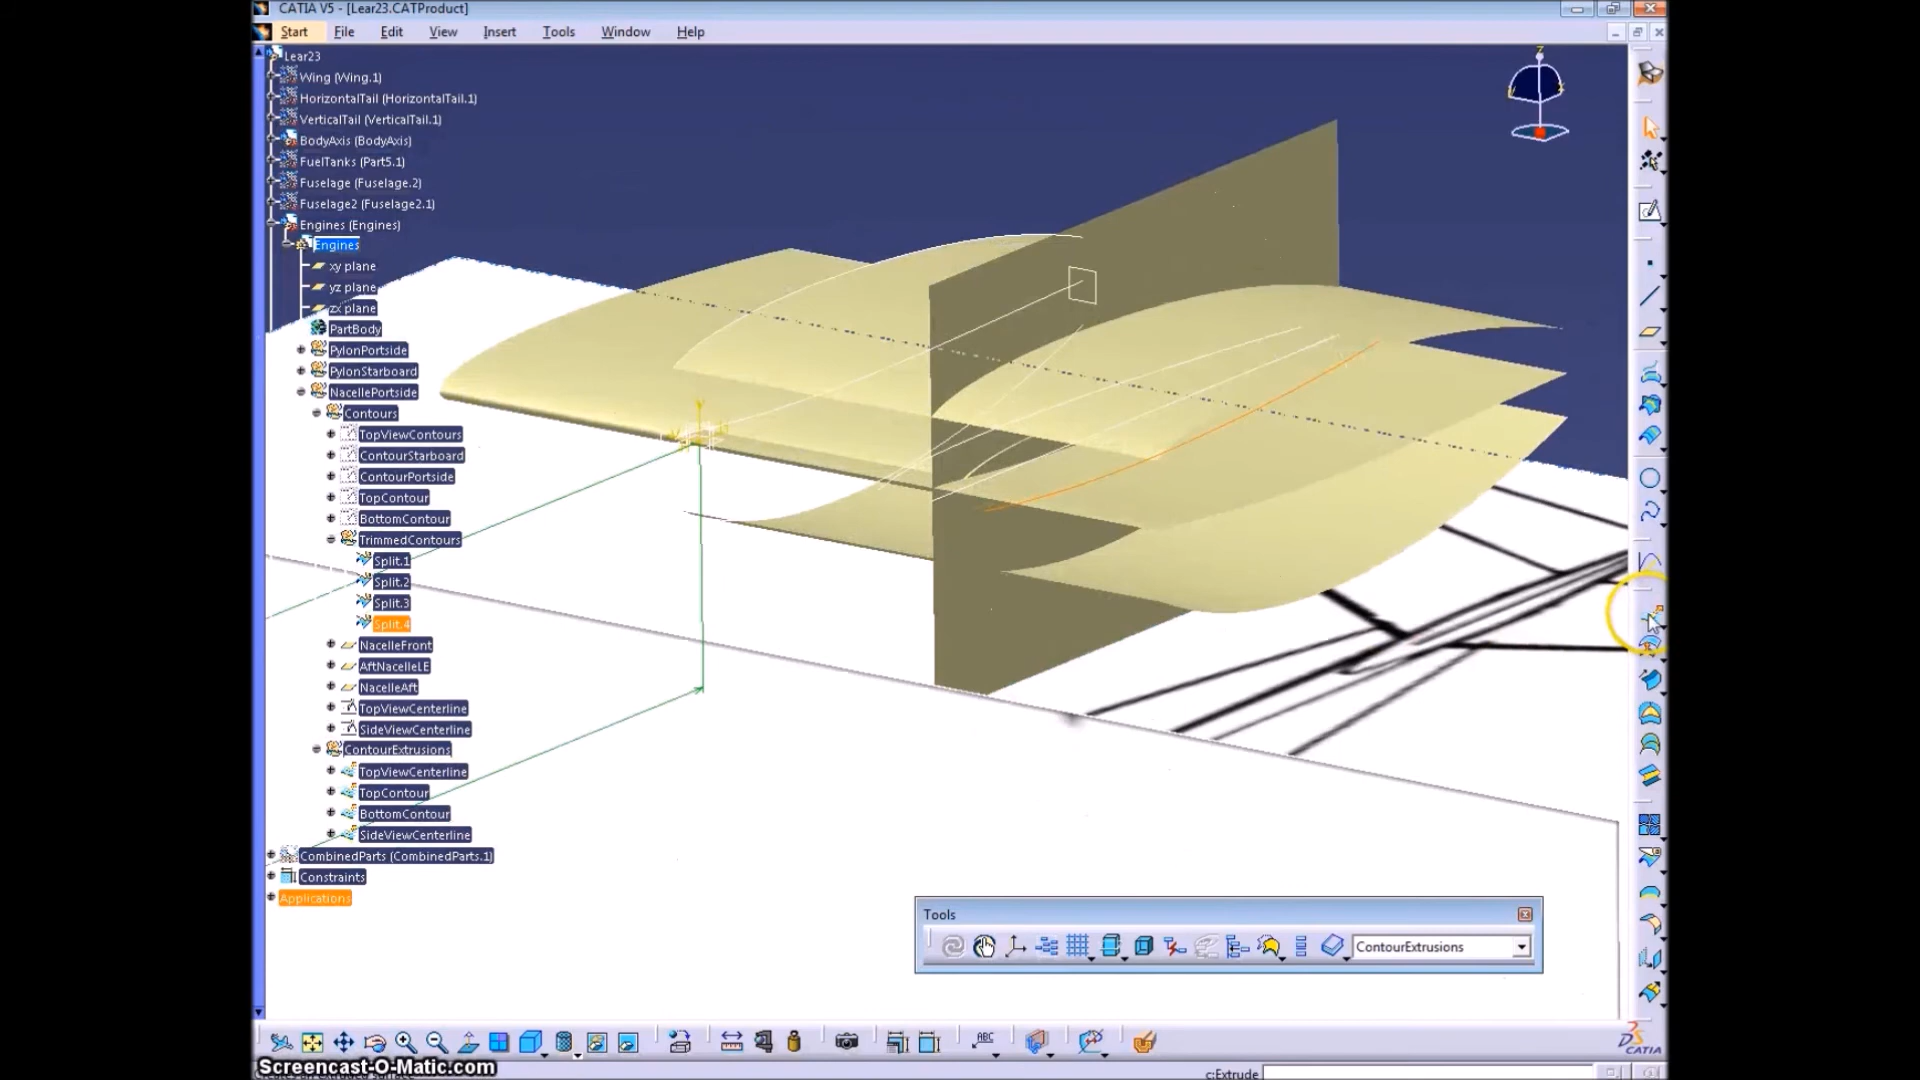 CATIA V5 - [Lear23.CATProduct]
Start File Edit View Insert Tools Window Help
Lear23
Wing (Wing.1)
HorizontalTail (HorizontalTail.1)
VerticalTail (VerticalTail.1)
BodyAxis (BodyAxis)
FuelTanks (Part5.1)
Fuselage (Fuselage.2)
Fuselage2 (Fuselage2.1)
Engines (Engines)
Engines
xy plane
yz plane
zx plane
PartBody
PylonPortside
PylonStarboard
NacellePortside
Contours
TopViewContours
ContourStarboard
ContourPortside
TopContour
BottomContour
TrimmedContours
Split.1
Split.2
Split.3
Split.4
NacelleFront
AftNacelleLE
NacelleAft
TopViewCenterline
SideViewCenterline
ContourExtrusions
TopViewCenterline
TopContour
BottomContour
SideViewCenterline
CombinedParts (CombinedParts.1)
Constraints
Applications
Z
Tools
ContourExtrusions
ABC
CATIA
Screencast-O-Matic.com
c:Extrude